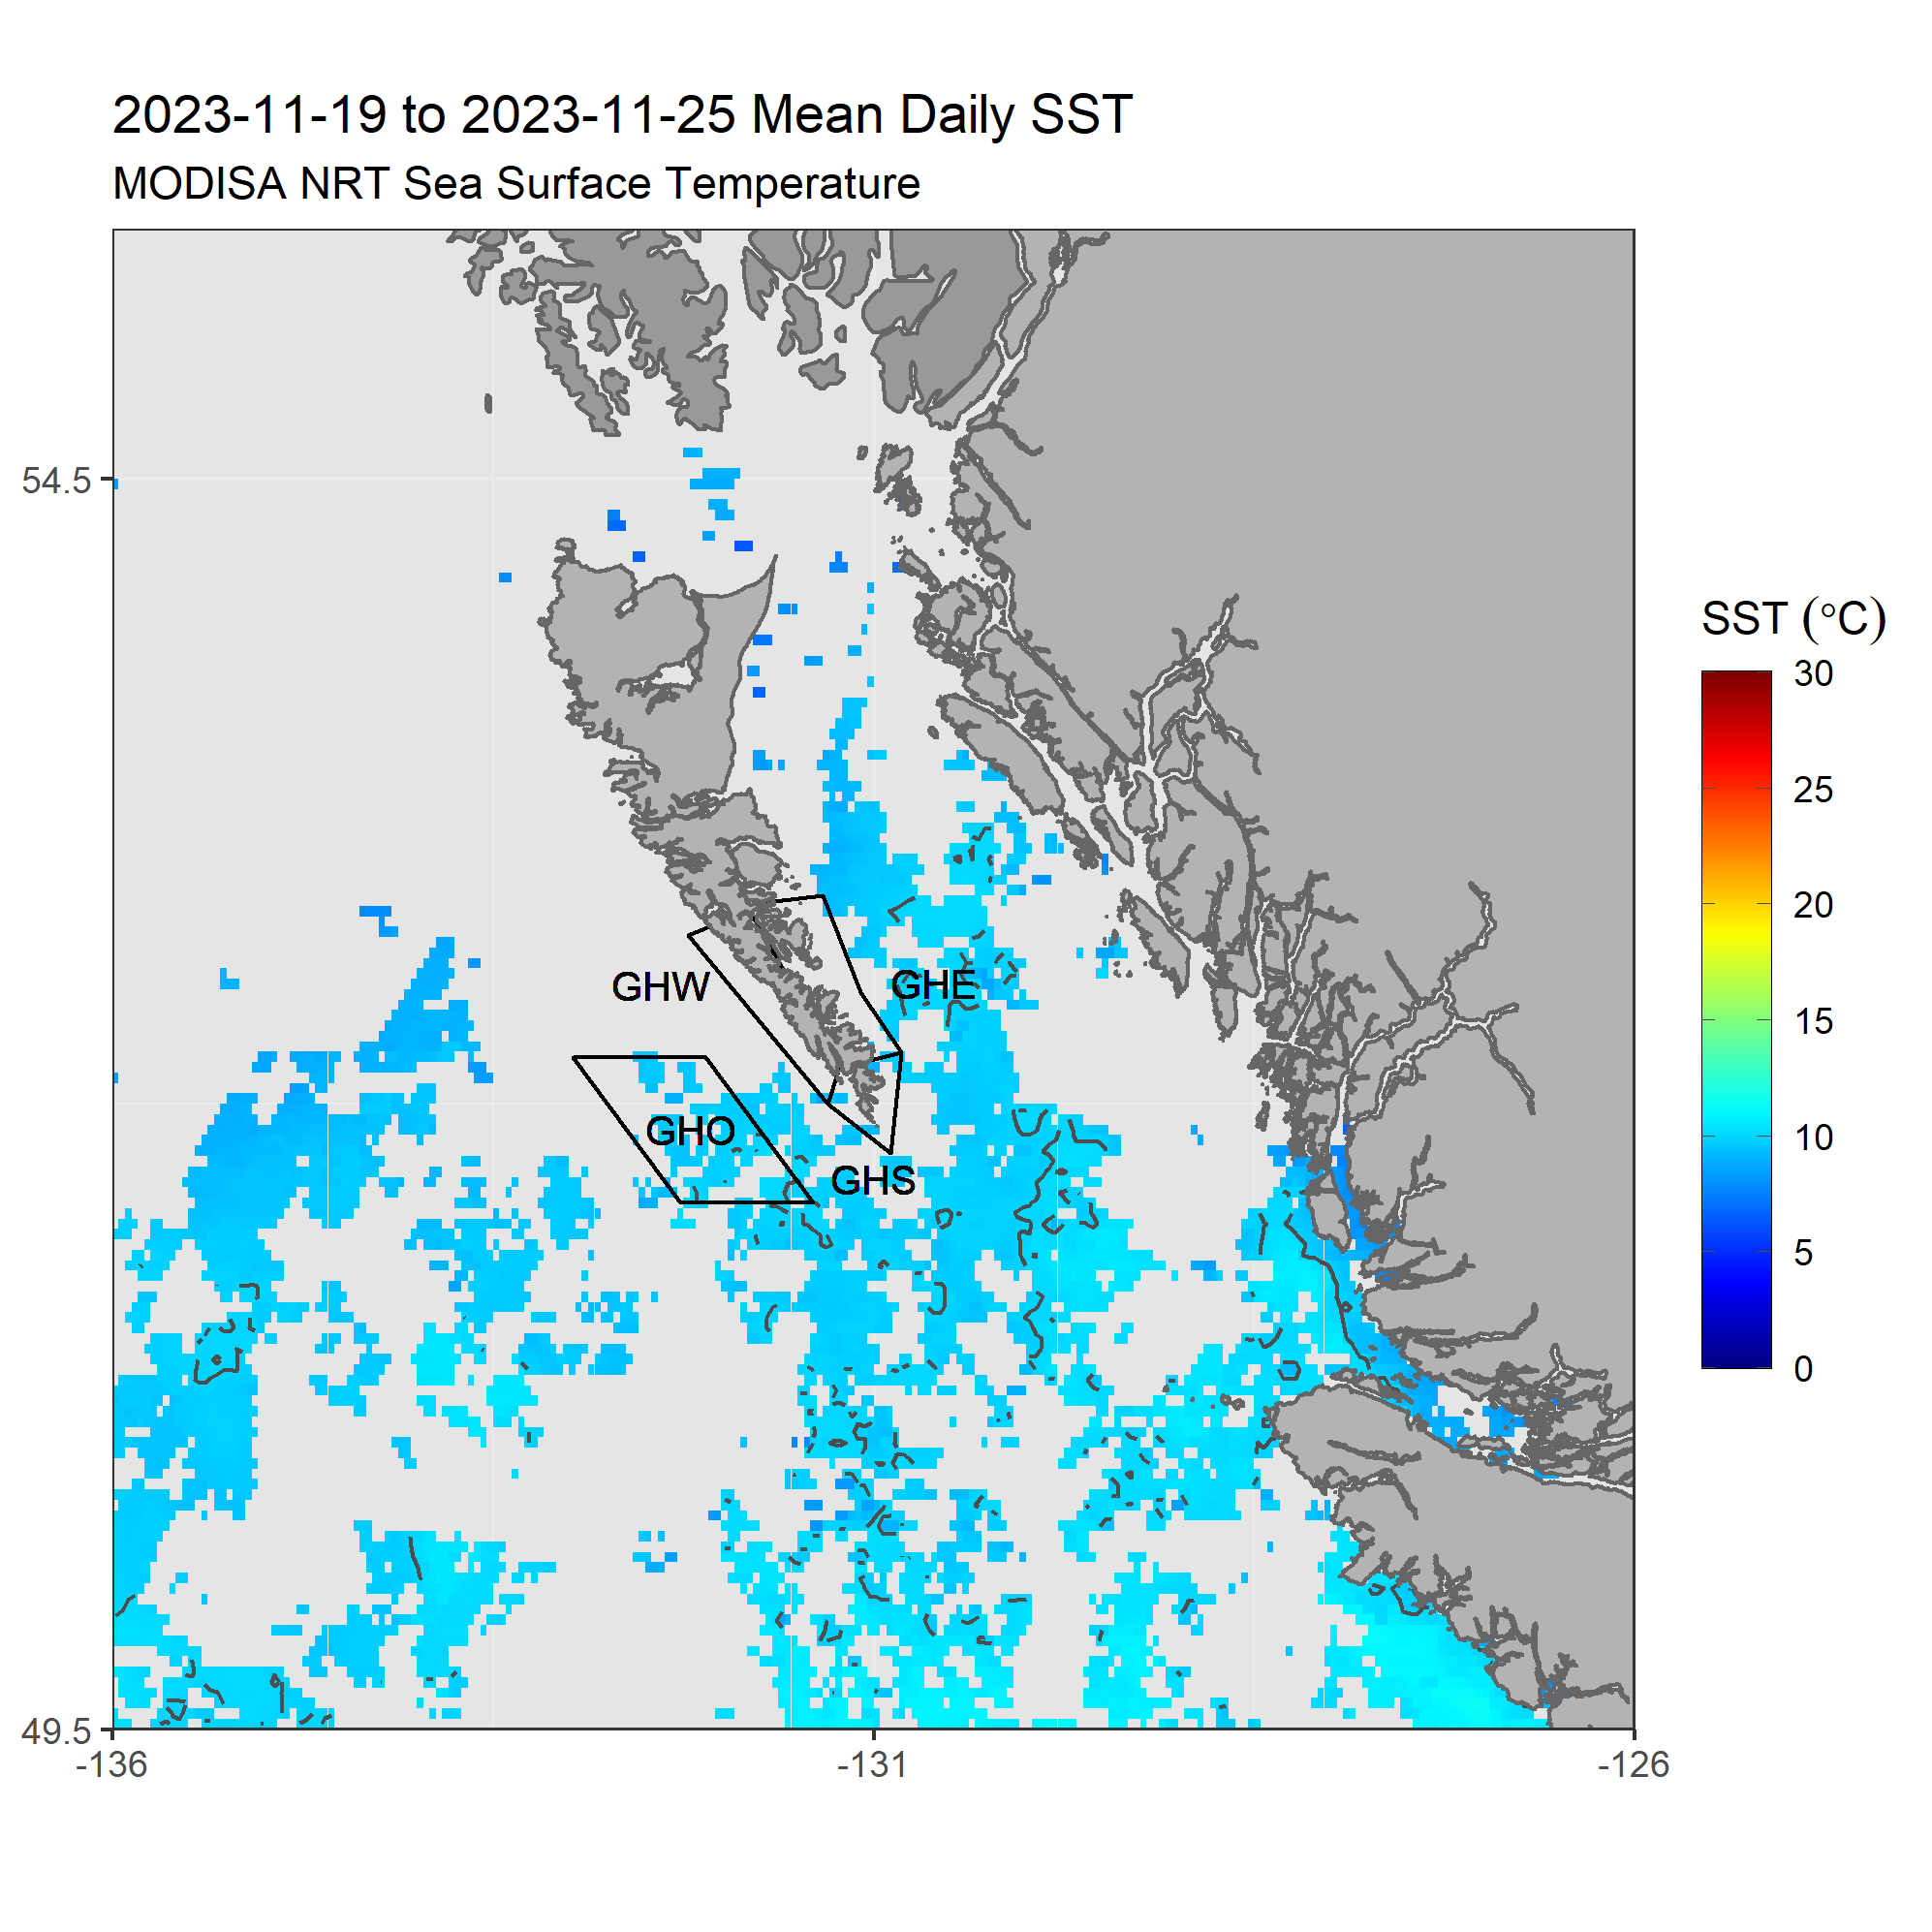 2023-11-19 to 2023-11-25 Mean Daily SST
MODISA NRT Sea Surface Temperature
54.5
49.5
-136
-131
-126
GHW
GHE
GHO
GHS
SST (°C)
30
25
20
15
10
5
0